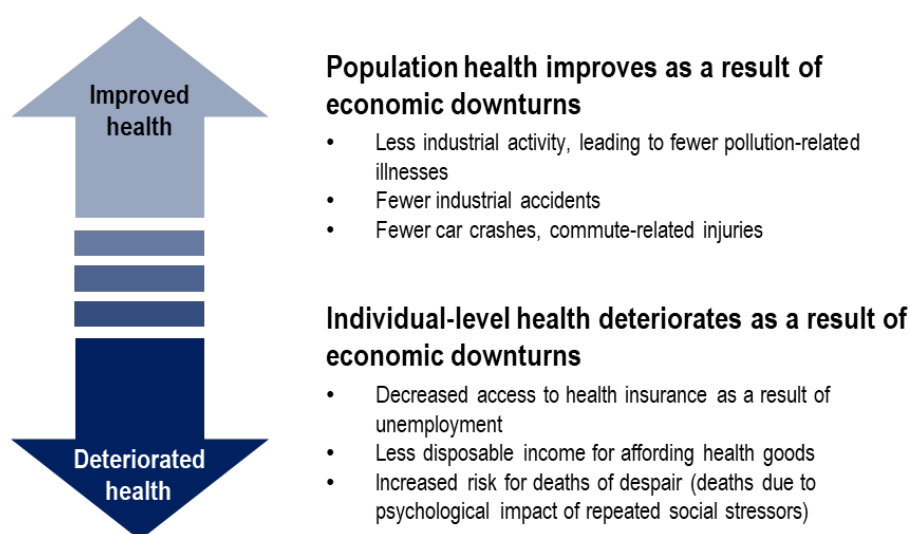 Improved
health
Population health improves as a result of
economic downturns
• Less industrial activity, leading to fewer pollution-related
illnesses
• Fewer industrial accidents
• Fewer car crashes, commute-related injuries
Individual-level health deteriorates as a result of
economic downturns
• Decreased access to health insurance as a result of
unemployment
• Less disposable income for affording health goods
• Increased risk for deaths of despair (deaths due to
psychological impact of repeated social stressors)
Deteriorated
health